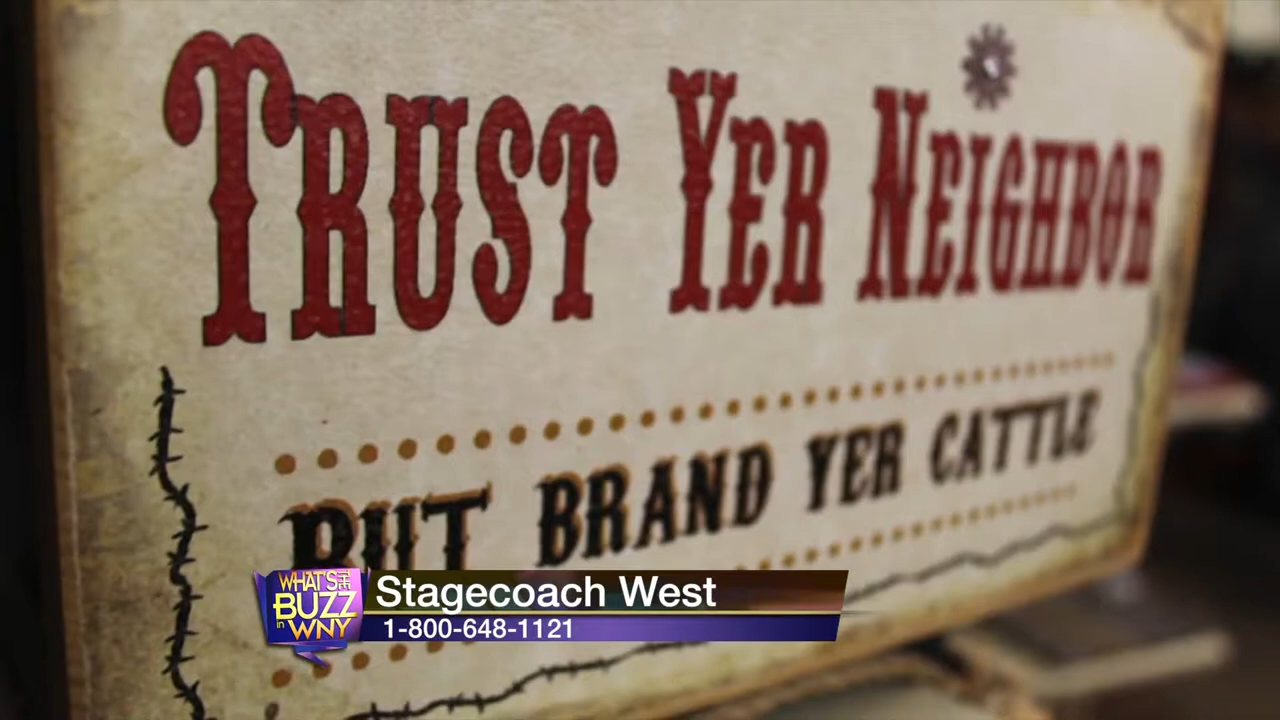 TRUST YER NEIGHBOR
BUT BRAND YER CATTLE
WHAT'S THE
BUZZ
in WNY
Stagecoach West
1-800-648-1121